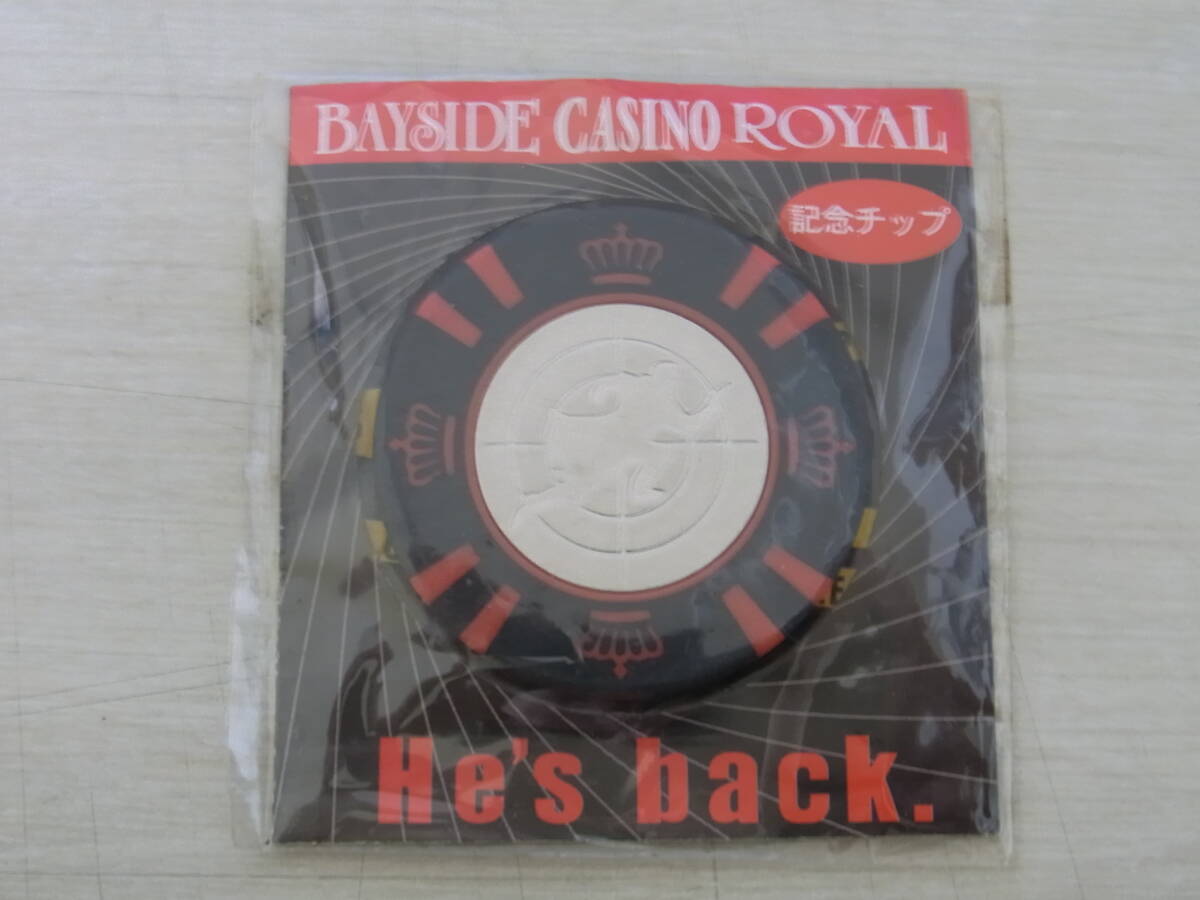 BAYSIDE CASINO ROYAL
記念チップ
He's back.